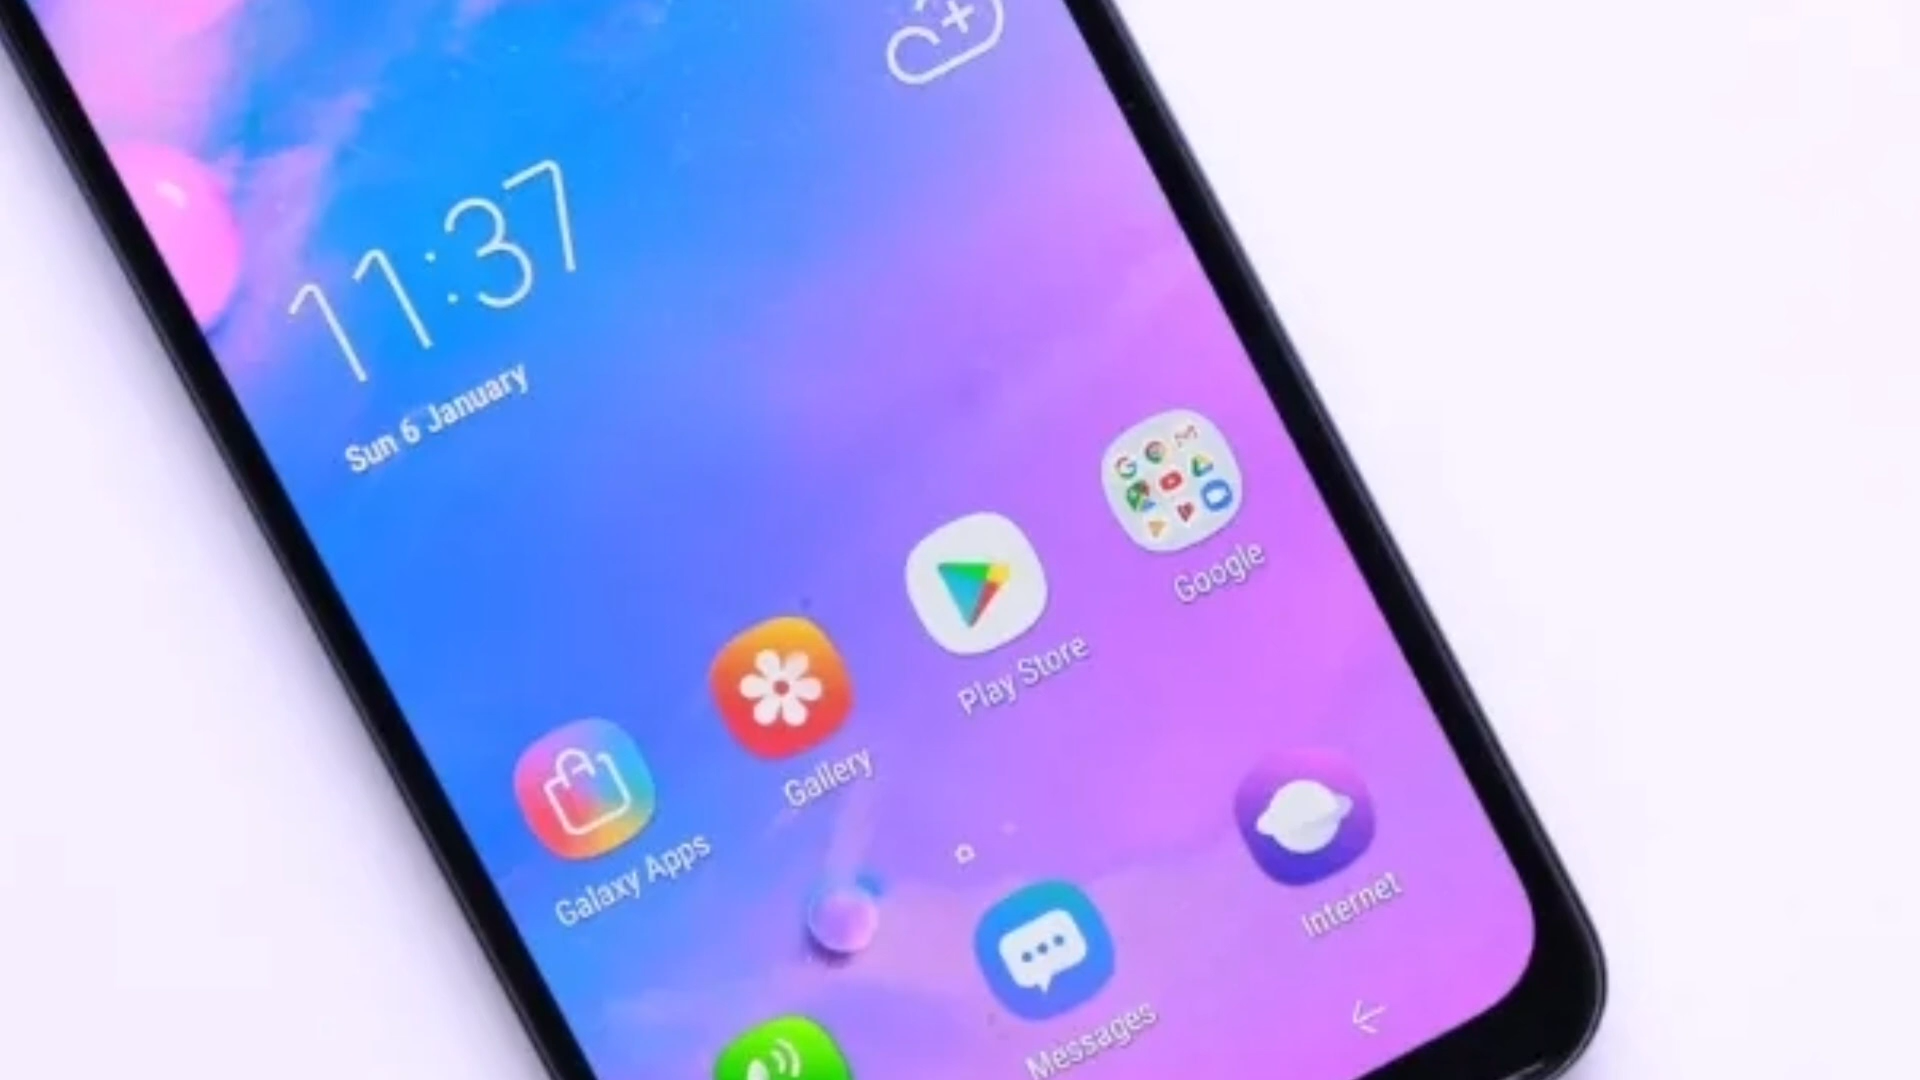 11:37
Sun 6 January
Galaxy Apps
Gallery
Play Store
Google
Messages
Internet